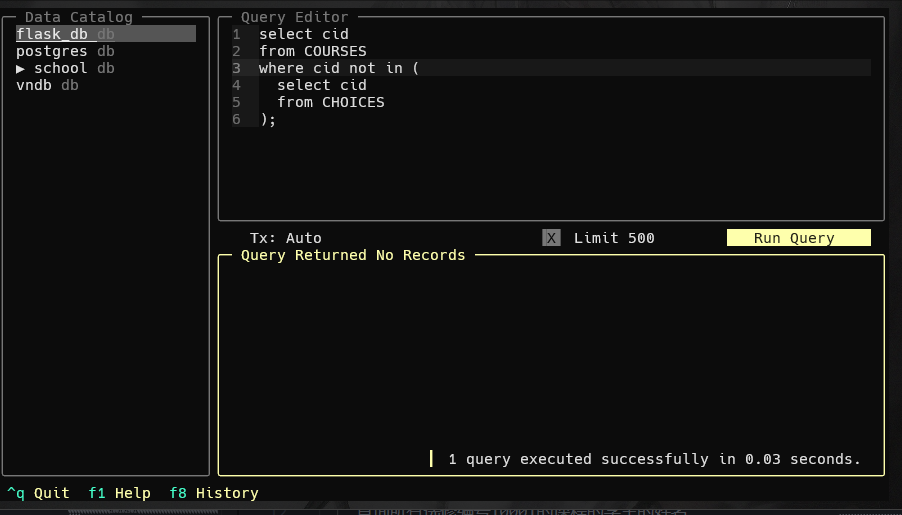 Data Catalog
flask_db db
postgres db
▶ school db
vndb db
Query Editor
1 select cid
2 from COURSES
3 where cid not in (
4   select cid
5   from CHOICES
6 );
Tx: Auto
X Limit 500
Run Query
Query Returned No Records
1 query executed successfully in 0.03 seconds.
^q Quit f1 Help f8 History